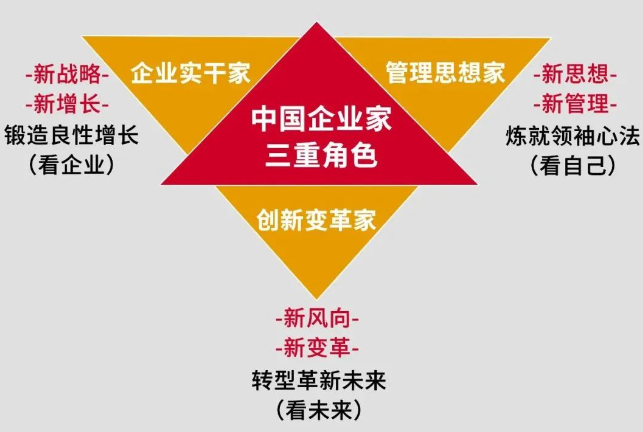 企业实干家
管理思想家
中国企业家
三重角色
创新变革家
-新战略-
-新增长-
锻造良性增长
（看企业）
-新思想-
-新管理-
炼就领袖心法
（看自己）
-新风向-
-新变革-
转型革新未来
（看未来）